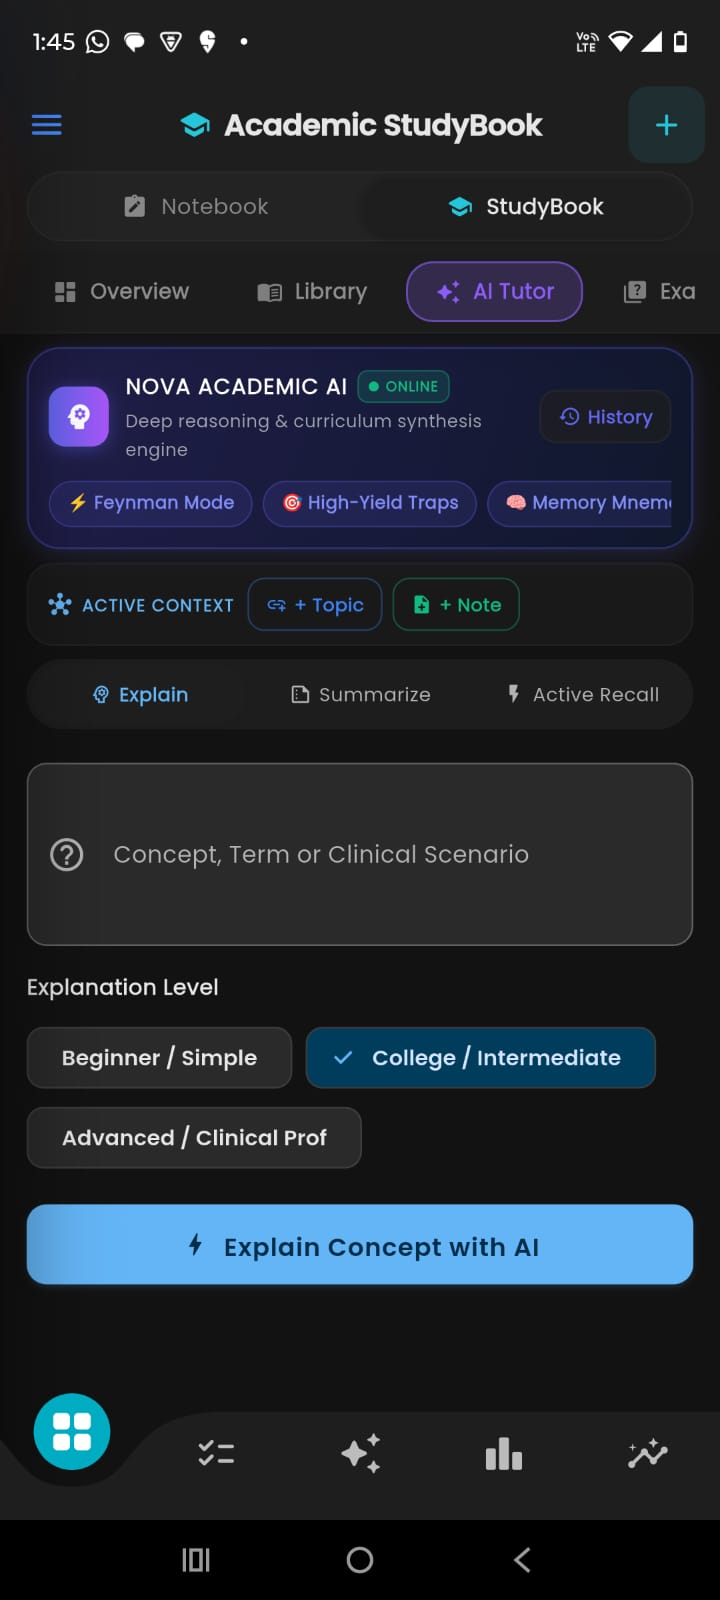 1:45
Vo LTE
Academic StudyBook
+
Notebook
StudyBook
Overview
Library
AI Tutor
Exa
NOVA ACADEMIC AI
ONLINE
Deep reasoning & curriculum synthesis
engine
History
⚡ Feynman Mode
🎯 High-Yield Traps
🧠 Memory Mnem
ACTIVE CONTEXT
+ Topic
+ Note
Explain
Summarize
Active Recall
Concept, Term or Clinical Scenario
Explanation Level
Beginner / Simple
College / Intermediate
Advanced / Clinical Prof
Explain Concept with AI